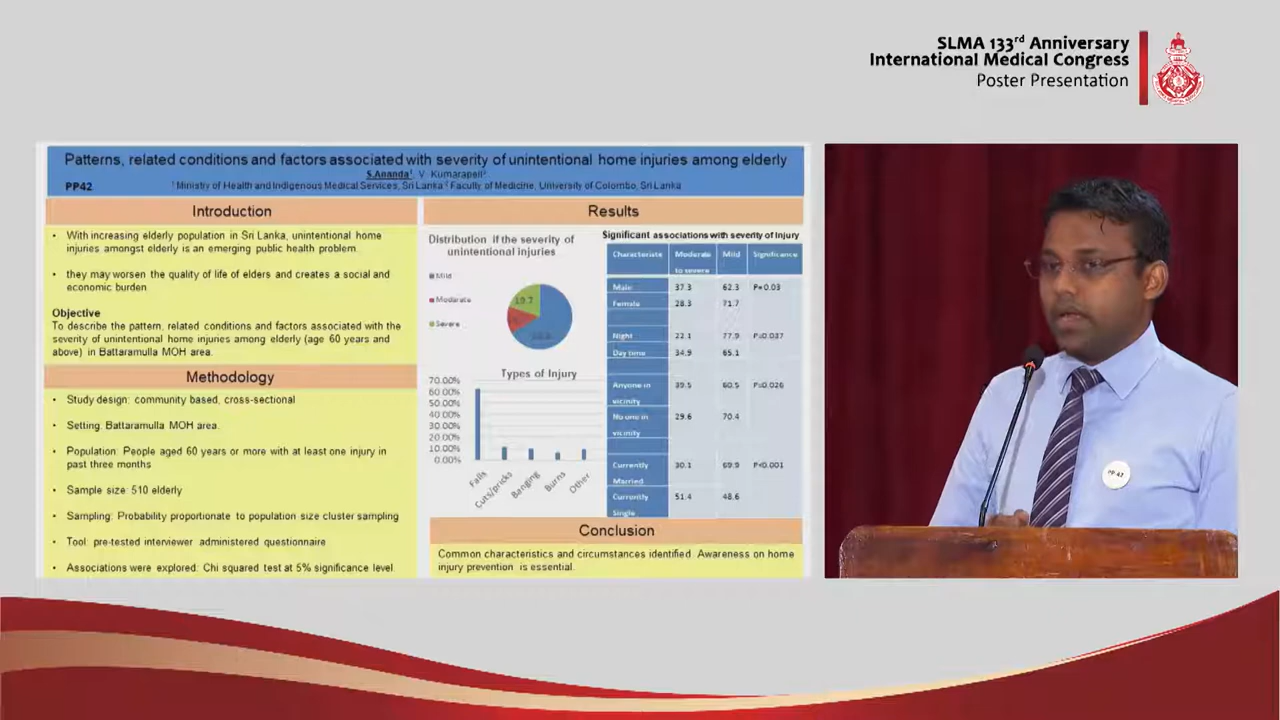 SLMA 133rd Anniversary
International Medical Congress
Poster Presentation
Patterns, related conditions and factors associated with severity of unintentional home injuries among elderly
S.Ananda1, V. Kumarapeli2
PP42
1 Ministry of Health and Indigenous Medical Services, Sri Lanka 2 Faculty of Medicine, University of Colombo, Sri Lanka
Introduction
• With increasing elderly population in Sri Lanka, unintentional home
injuries amongst elderly is an emerging public health problem.
• they may worsen the quality of life of elders and creates a social and
economic burden
Objective
To describe the pattern, related conditions and factors associated with the
severity of unintentional home injuries among elderly (age 60 years and
above) in Battaramulla MOH area.
Methodology
• Study design: community based, cross-sectional
• Setting: Battaramulla MOH area.
• Population: People aged 60 years or more with at least one injury in
past three months
• Sample size: 510 elderly
• Sampling: Probability proportionate to population size cluster sampling
• Tool: pre-tested interviewer administered questionnaire
• Associations were explored: Chi squared test at 5% significance level.
Results
Distribution if the severity of
unintentional injuries
Mild
Moderate
Severe
19.7
Types of Injury
70.00%
60.00%
50.00%
40.00%
30.00%
20.00%
10.00%
0.00%
Falls
Cuts/pricks
Banging
Burns
Other
Significant associations with severity of Injury
Characteristic Moderate to severe Mild Significance
Male 37.3 62.3 P=0.03
Female 28.3 71.7
Night 22.1 77.9 P=0.037
Day time 34.9 65.1
Anyone in vicinity 39.5 60.5 P=0.026
No one in vicinity 29.6 70.4
Currently Married 30.1 69.9 P<0.001
Currently Single 51.4 48.6
Conclusion
Common characteristics and circumstances identified. Awareness on home
injury prevention is essential.
PP 42